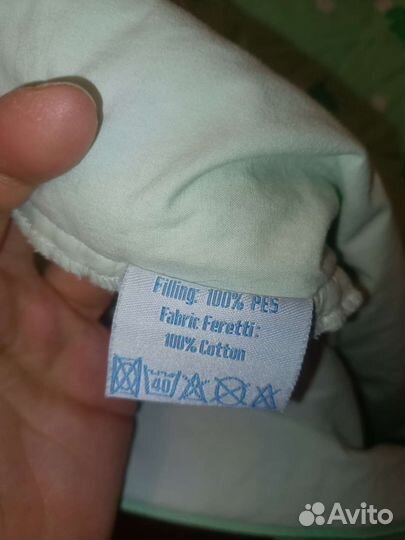 Filling: 100% PES
Fabric Feretti:
100% Cotton
40
Avito